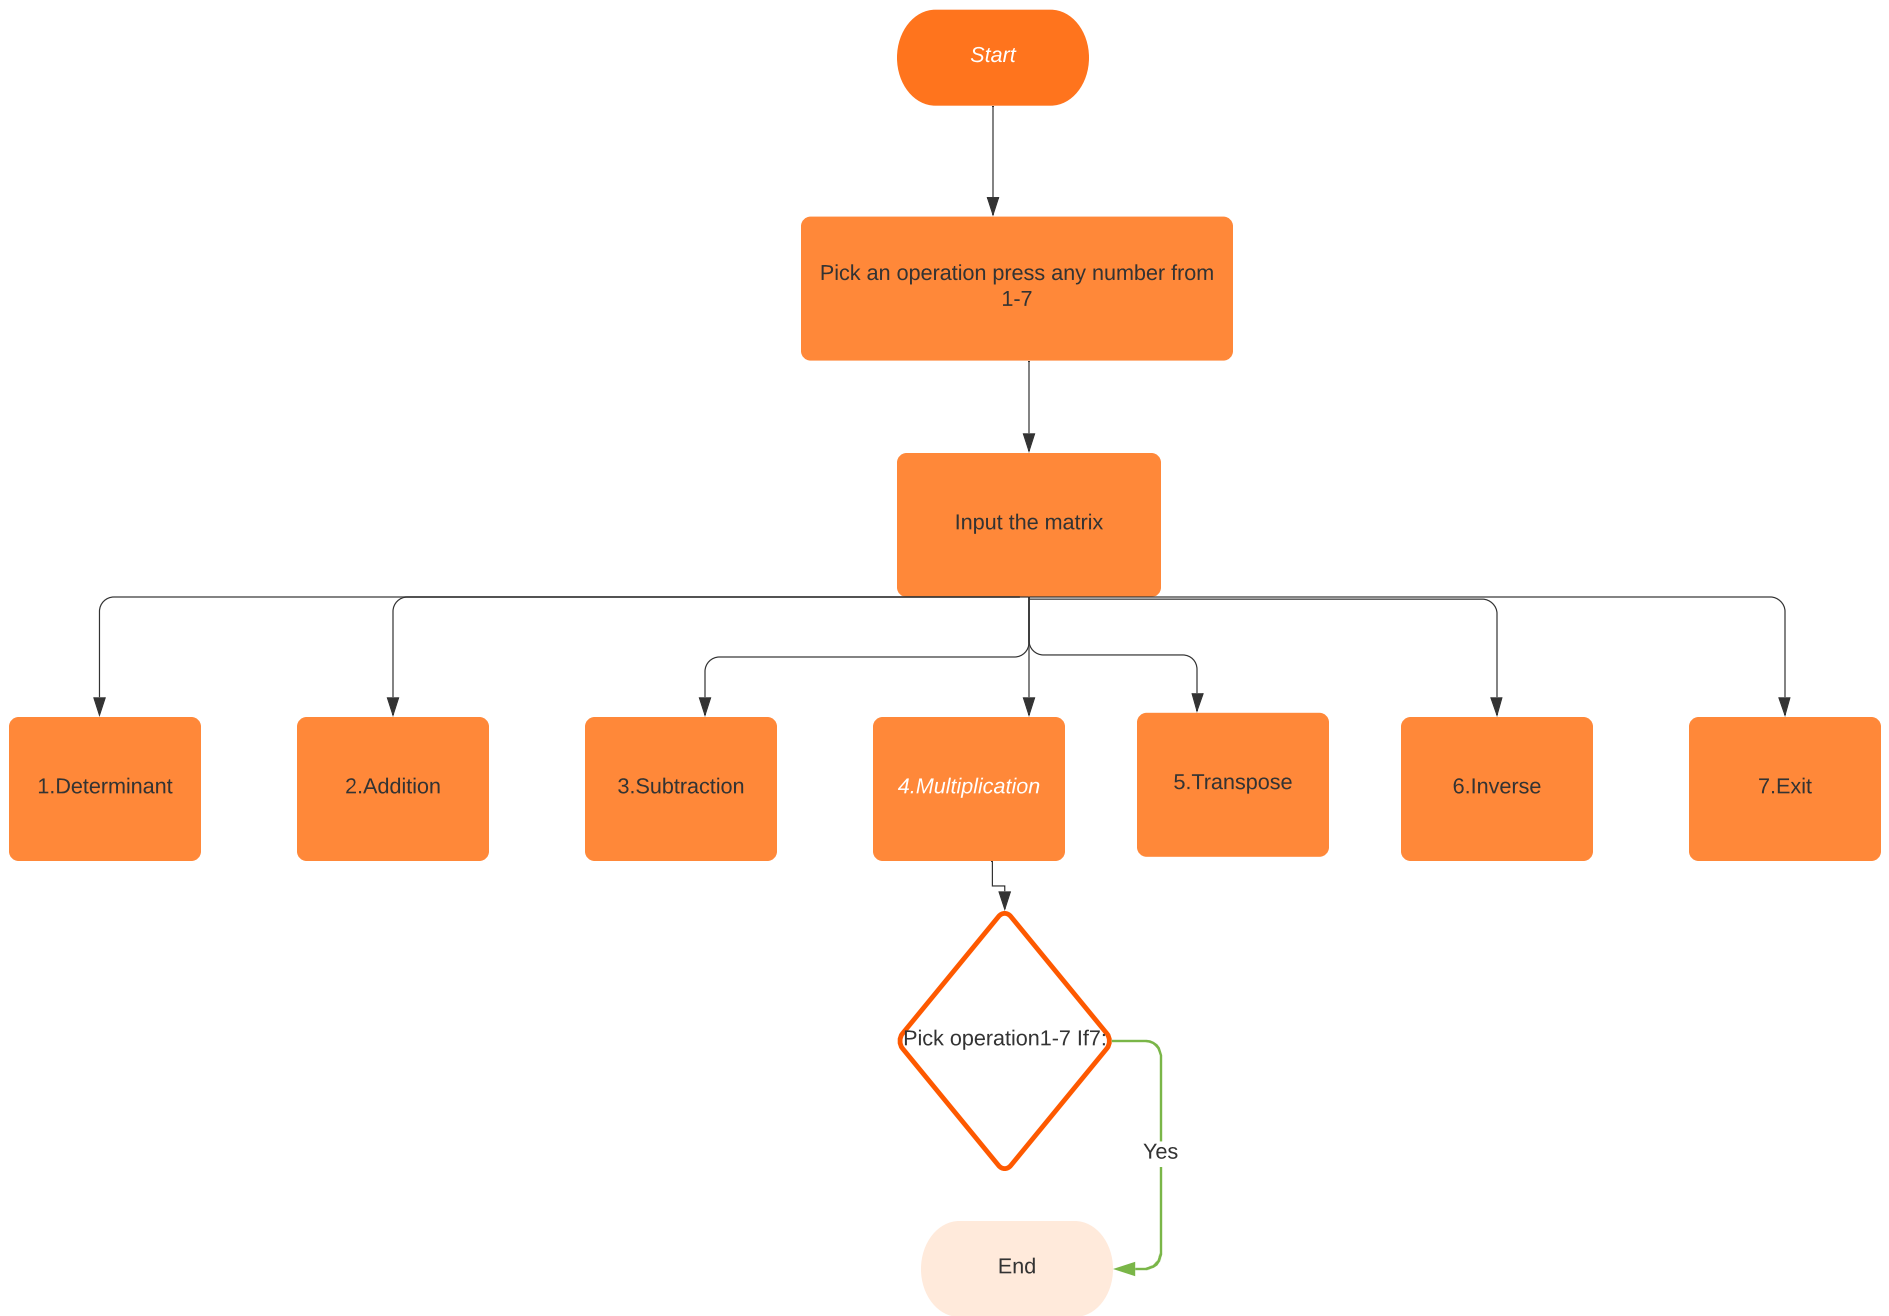 Start
Pick an operation press any number from
1-7
Input the matrix
1.Determinant
2.Addition
3.Subtraction
4.Multiplication
5.Transpose
6.Inverse
7.Exit
Pick operation1-7 If7:
Yes
End